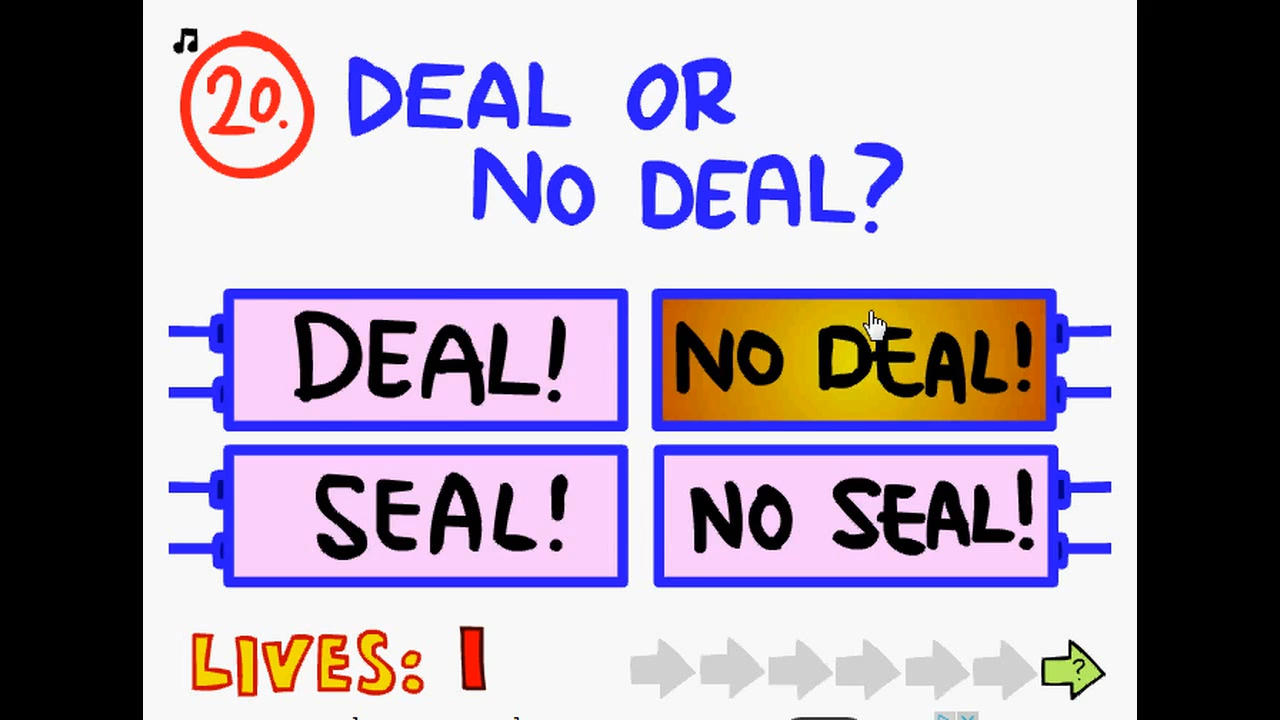 20.
DEAL OR
NO DEAL?
DEAL!
NO DEAL!
SEAL!
NO SEAL!
LIVES: 1
?